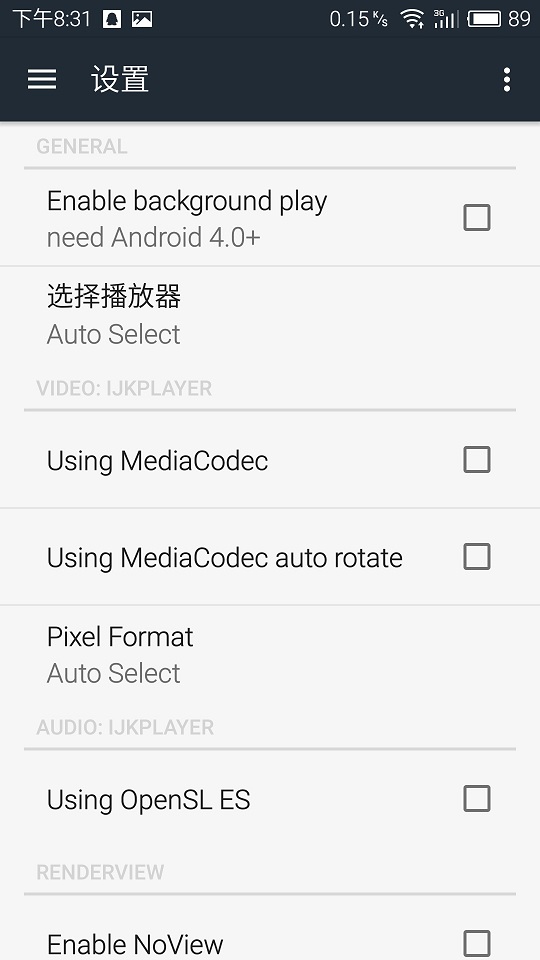 下午8:31 0.15 K/s 3G 89
设置
GENERAL
Enable background play
need Android 4.0+
选择播放器
Auto Select
VIDEO: IJKPLAYER
Using MediaCodec
Using MediaCodec auto rotate
Pixel Format
Auto Select
AUDIO: IJKPLAYER
Using OpenSL ES
RENDERVIEW
Enable NoView